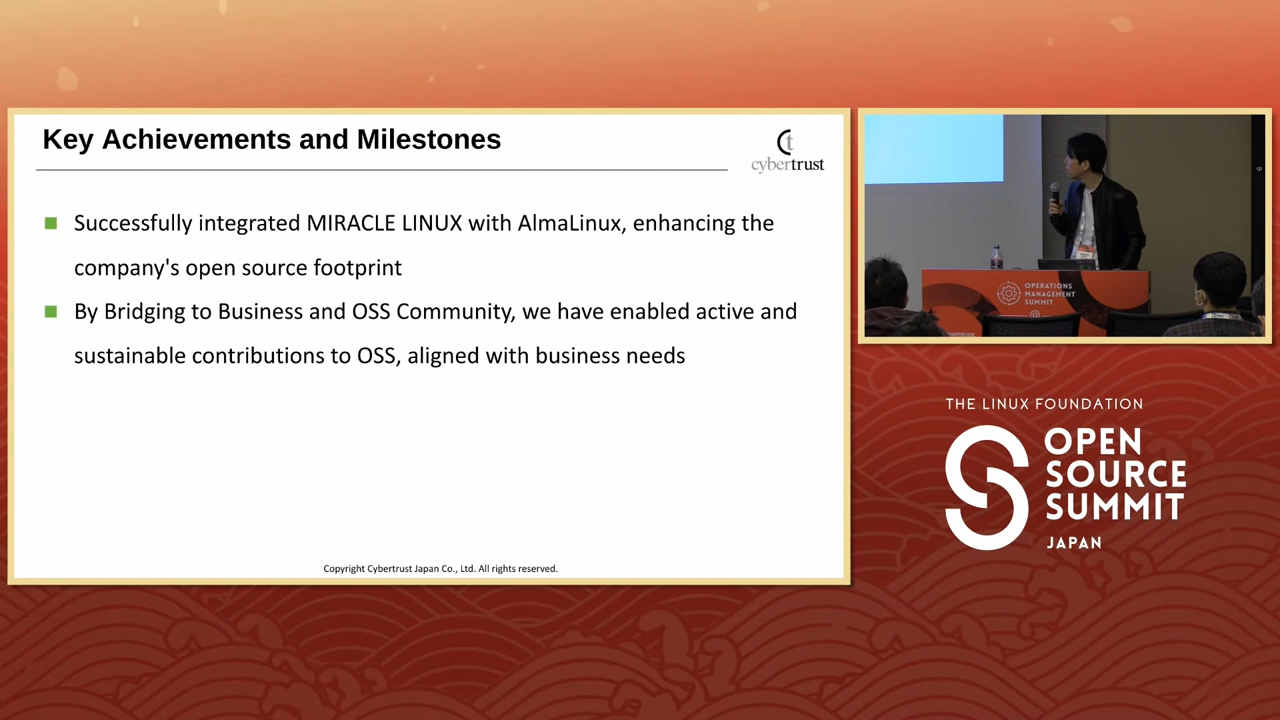 Key Achievements and Milestones
cybertrust
Successfully integrated MIRACLE LINUX with AlmaLinux, enhancing the
company's open source footprint
By Bridging to Business and OSS Community, we have enabled active and
sustainable contributions to OSS, aligned with business needs
Copyright Cybertrust Japan Co., Ltd. All rights reserved.
OPERATIONS
MANAGEMENT
SUMMIT
THE LINUX FOUNDATION
OPEN
SOURCE
SUMMIT
JAPAN